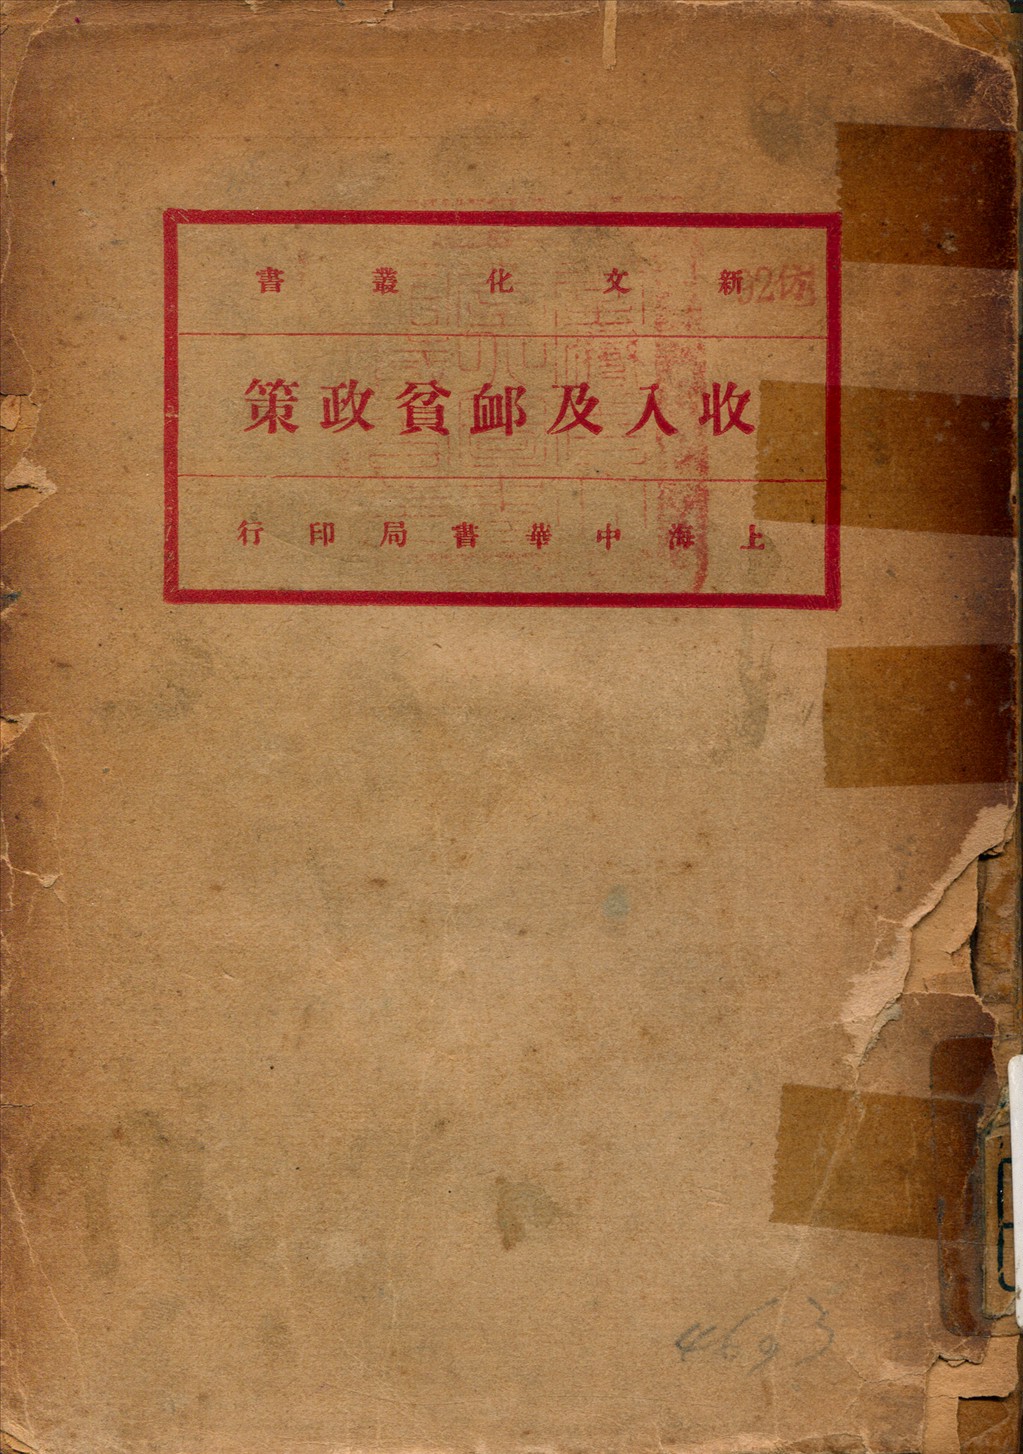 新文化叢書
收入及卹貧政策
上海中華書局印行
4693